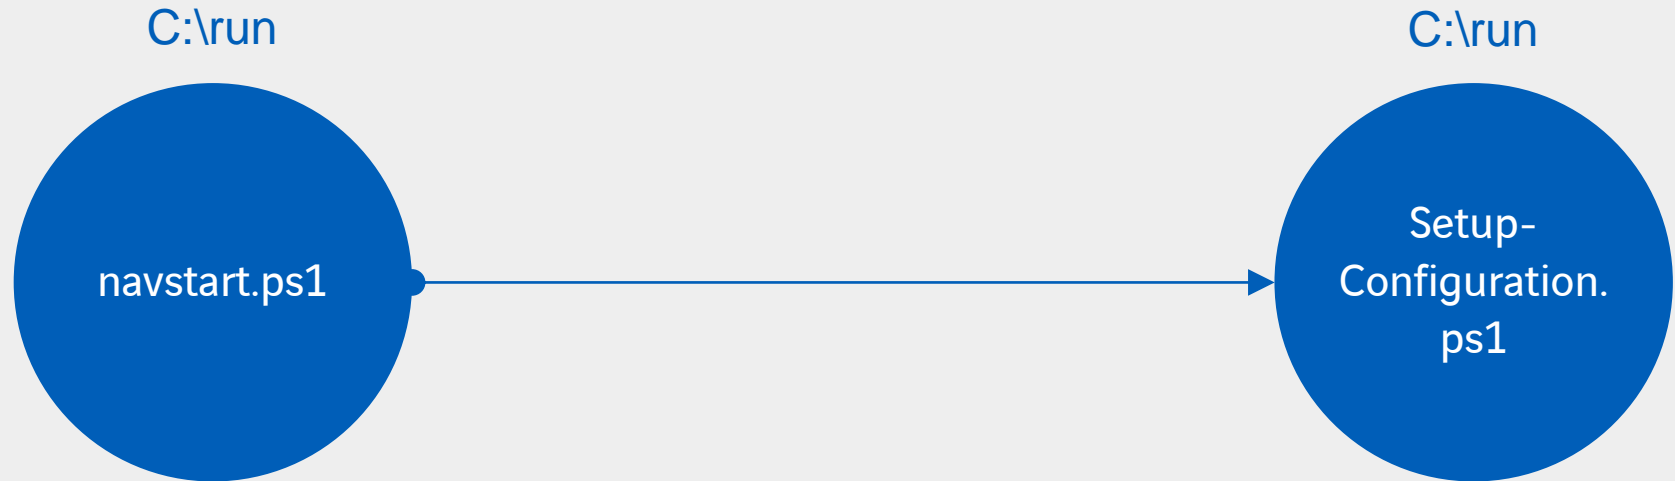 C:\run
C:\run
navstart.ps1
Setup-
Configuration.
ps1